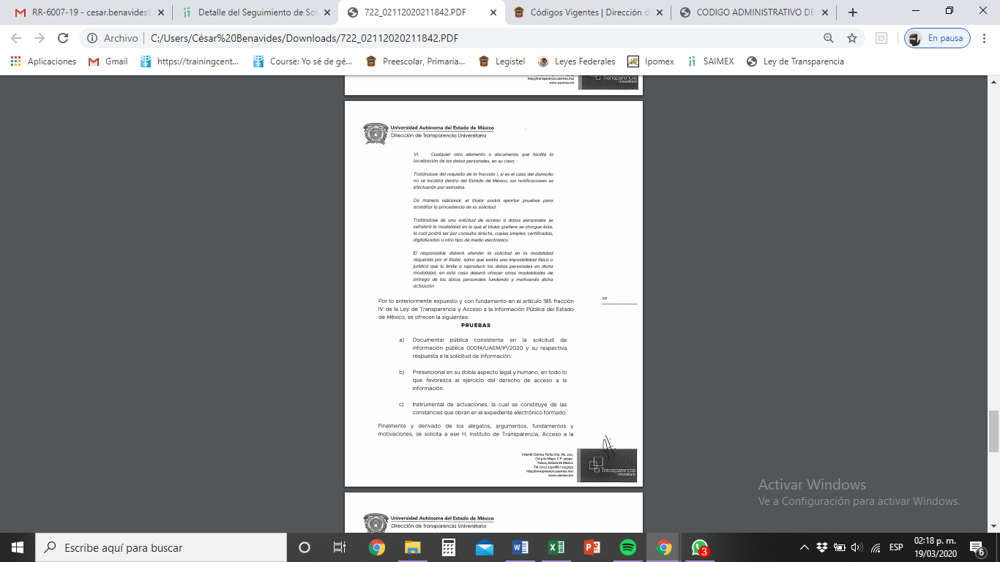 RR-6007-19 - cesar.benavides@
Detalle del Seguimiento de Sol
722_02112020211842.PDF
Códigos Vigentes | Dirección d
CODIGO ADMINISTRATIVO DE
Archivo
C:/Users/César%20Benavides/Downloads/722_02112020211842.PDF
En pausa
Aplicaciones
Gmail
https://trainingcent...
Course: Yo sé de gé...
Preescolar, Primaria...
Legistel
Leyes Federales
Ipomex
SAIMEX
Ley de Transparencia
http://transparencia.uaemex.mx/
www.uaemex.mx
Transparencia
Universitaria
Universidad Autónoma del Estado de México
Dirección de Transparencia Universitaria
VI. Cualquier otro elemento o documento que facilite la
localización de los datos personales, en su caso.
Tratándose del requisito de la fracción I, si es el caso del domicilio
no se localiza dentro del Estado de México, las notificaciones se
efectuarán por estrados.
De manera adicional, el titular podrá aportar pruebas para
acreditar la procedencia de su solicitud.
Tratándose de una solicitud de acceso a datos personales se
señalará la modalidad en la que el titular prefiere se otorgue éste,
la cual podrá ser por consulta directa, copias simples, certificadas,
digitalizadas u otro tipo de medio electrónico.
El responsable deberá atender la solicitud en la modalidad
requerida por el titular, salvo que exista una imposibilidad física o
jurídica que lo limite a reproducir los datos personales en dicha
modalidad, en este caso deberá ofrecer otras modalidades de
entrega de los datos personales fundando y motivando dicha
actuación.
10
Por lo anteriormente expuesto y con fundamento en el artículo 185 fracción
IV de la Ley de Transparencia y Acceso a la Información Pública del Estado
de México, se ofrecen la siguientes:
PRUEBAS
a) Documental pública consistente en la solicitud de
información pública 00014/UAEM/IP/2020 y su respectiva
respuesta a la solicitud de información.
b) Presuncional en su doble aspecto legal y humano, en todo lo
que favorezca al ejercicio del derecho de acceso a la
información.
c) Instrumental de actuaciones, la cual se constituye de las
constancias que obran en el expediente electrónico formado.
Finalmente y derivado de los alegatos, argumentos, fundamentos y
motivaciones, se solicita a ese H. Instituto de Transparencia, Acceso a la
Valentín Gómez Farías Ote. No. 200,
Col 5 de Mayo. C.P. 50090.
Toluca, Estado de México
http://transparencia.uaemex.mx/
www.uaemex.mx
Transparencia
Universitaria
Universidad Autónoma del Estado de México
Dirección de Transparencia Universitaria
Activar Windows
Ve a Configuración para activar Windows.
Escribe aquí para buscar
3
ESP
02:18 p. m.
19/03/2020
6